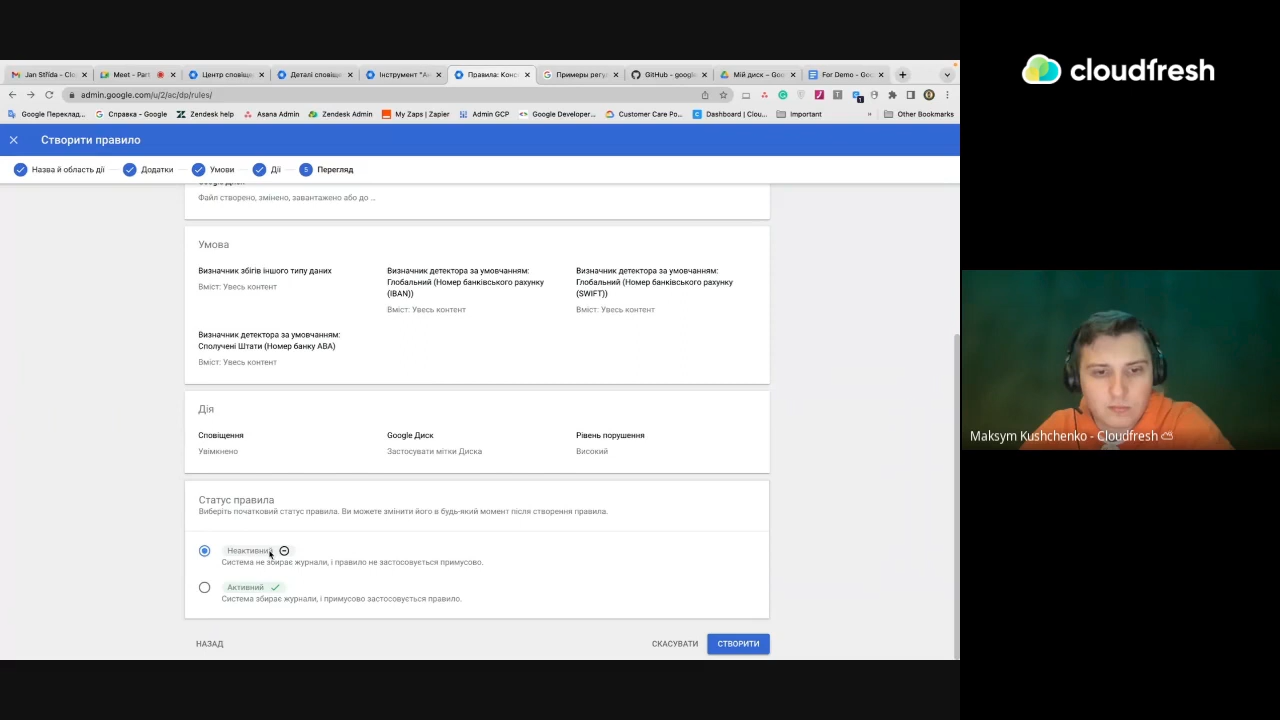 cloudfresh
Jan Střída – Clo
Meet – Part
Центр сповіще
Деталі сповіщ
Інструмент "Ан
Правила: Конс
Примеры регу
GitHub - google
Мій диск – Goo
For Demo - Goo
admin.google.com/u/2/ac/dp/rules/
Google Переклад...
Справка – Google
Zendesk help
Asana Admin
Zendesk Admin
My Zaps | Zapier
Admin GCP
Google Developer...
Customer Care Po...
Dashboard | Clou...
Important
Other Bookmarks
Створити правило
Назва й область дії
Додатки
Умови
Дії
5 Перегляд
Google Диск
Файл створено, змінено, завантажено або до ...
Умова
Визначник збігів іншого типу даних
Вміст: Увесь контент
Визначник детектора за умовчанням:
Глобальний (Номер банківського рахунку
(IBAN))
Вміст: Увесь контент
Визначник детектора за умовчанням:
Глобальний (Номер банківського рахунку
(SWIFT))
Вміст: Увесь контент
Визначник детектора за умовчанням:
Сполучені Штати (Номер банку ABA)
Вміст: Увесь контент
Дія
Сповіщення
Увімкнено
Google Диск
Застосувати мітки Диска
Рівень порушення
Високий
Статус правила
Виберіть початковий статус правила. Ви можете змінити його в будь-який момент після створення правила.
Неактивний
Система не збирає журнали, і правило не застосовується примусово.
Активний
Система збирає журнали, і примусово застосовується правило.
НАЗАД
СКАСУВАТИ
СТВОРИТИ
Maksym Kushchenko - Cloudfresh